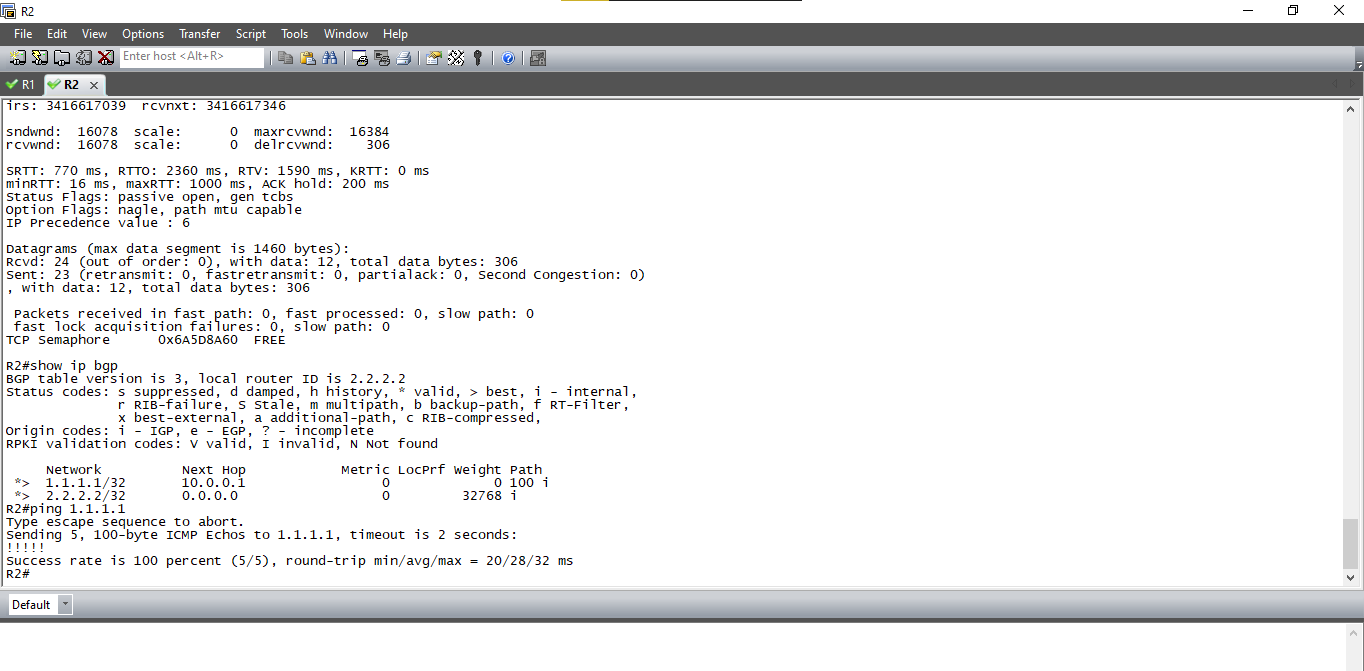 R2
File Edit View Options Transfer Script Tools Window Help
Enter host <Alt+R>
R1 R2
irs: 3416617039  rcvnxt: 3416617346
sndwnd:  16078  scale:      0  maxrcvwnd:  16384
rcvwnd:  16078  scale:      0  delrcvwnd:    306
SRTT: 770 ms, RTTO: 2360 ms, RTV: 1590 ms, KRTT: 0 ms
minRTT: 16 ms, maxRTT: 1000 ms, ACK hold: 200 ms
Status Flags: passive open, gen tcbs
Option Flags: nagle, path mtu capable
IP Precedence value : 6
Datagrams (max data segment is 1460 bytes):
Rcvd: 24 (out of order: 0), with data: 12, total data bytes: 306
Sent: 23 (retransmit: 0, fastretransmit: 0, partialack: 0, Second Congestion: 0)
, with data: 12, total data bytes: 306
 Packets received in fast path: 0, fast processed: 0, slow path: 0
 fast lock acquisition failures: 0, slow path: 0
TCP Semaphore      0x6A5D8A60  FREE
R2#show ip bgp
BGP table version is 3, local router ID is 2.2.2.2
Status codes: s suppressed, d damped, h history, * valid, > best, i - internal,
              r RIB-failure, S Stale, m multipath, b backup-path, f RT-Filter,
              x best-external, a additional-path, c RIB-compressed,
Origin codes: i - IGP, e - EGP, ? - incomplete
RPKI validation codes: V valid, I invalid, N Not found
     Network          Next Hop            Metric LocPrf Weight Path
 *>  1.1.1.1/32       10.0.0.1                 0             0 100 i
 *>  2.2.2.2/32       0.0.0.0                  0         32768 i
R2#ping 1.1.1.1
Type escape sequence to abort.
Sending 5, 100-byte ICMP Echos to 1.1.1.1, timeout is 2 seconds:
!!!!!
Success rate is 100 percent (5/5), round-trip min/avg/max = 20/28/32 ms
R2#
Default